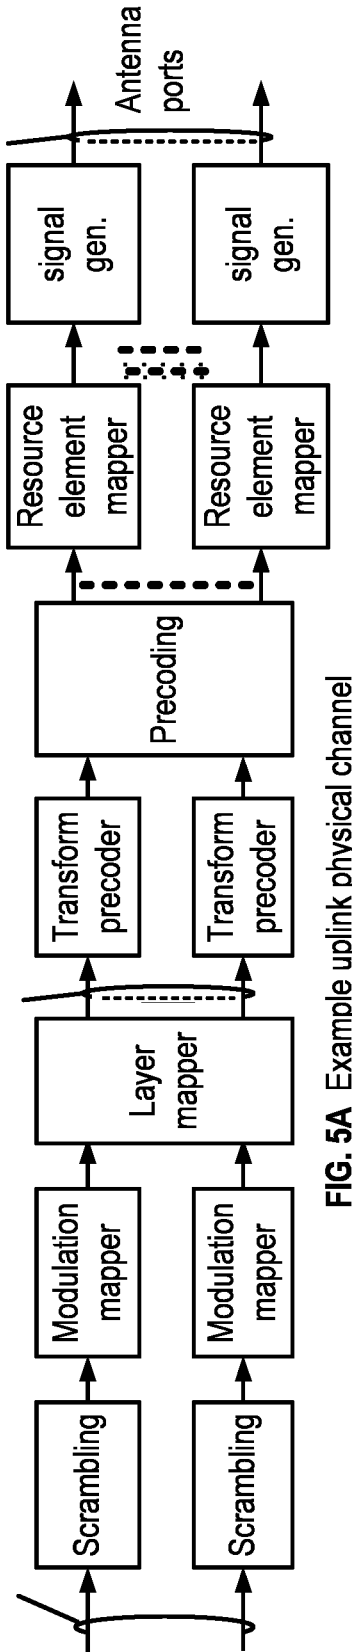 Scrambling
Scrambling
Modulation
mapper
Modulation
mapper
Layer
mapper
Transform
precoder
Transform
precoder
Precoding
Resource
element
mapper
Resource
element
mapper
signal
gen.
signal
gen.
Antenna
ports
FIG. 5A Example uplink physical channel